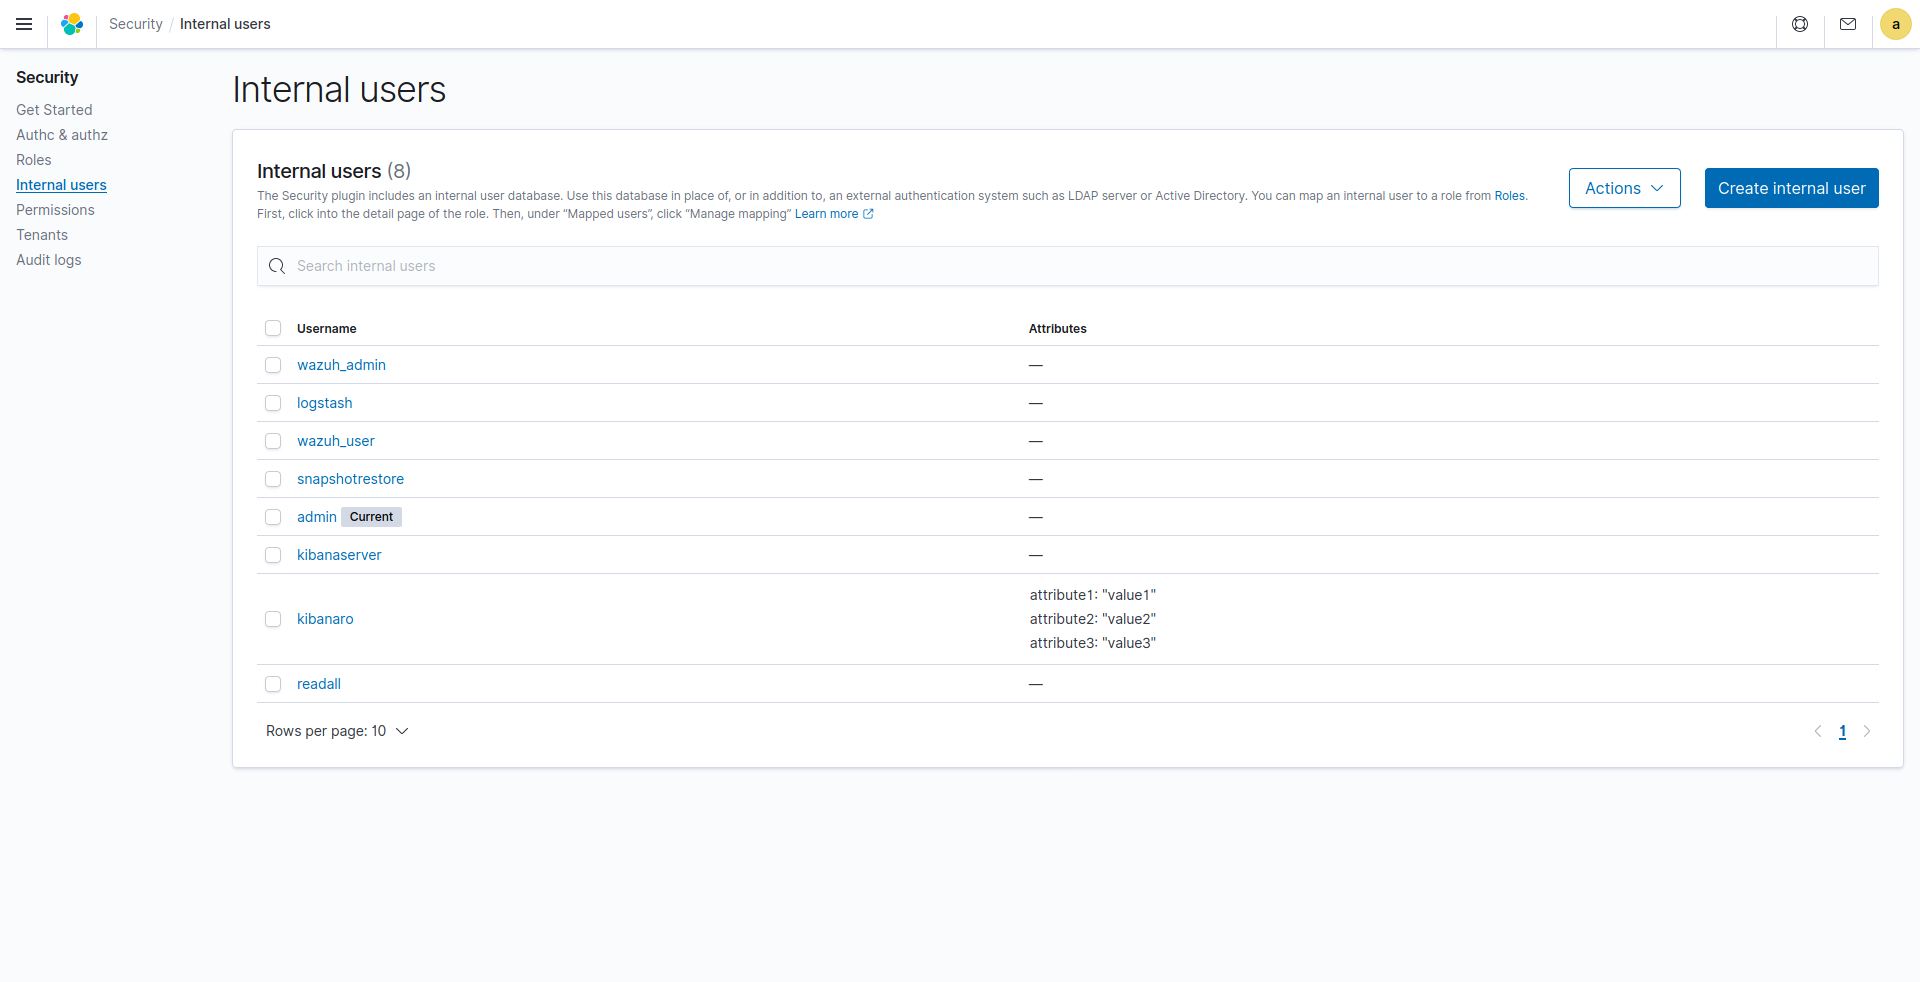 Security / Internal users
a
Security
Get Started
Authc & authz
Roles
Internal users
Permissions
Tenants
Audit logs
Internal users
Internal users (8)
The Security plugin includes an internal user database. Use this database in place of, or in addition to, an external authentication system such as LDAP server or Active Directory. You can map an internal user to a role from Roles.
First, click into the detail page of the role. Then, under “Mapped users”, click “Manage mapping” Learn more
Actions
Create internal user
Search internal users
Username Attributes
wazuh_admin —
logstash —
wazuh_user —
snapshotrestore —
admin Current —
kibanaserver —
attribute1: "value1"
kibanaro attribute2: "value2"
attribute3: "value3"
readall —
Rows per page: 10
1